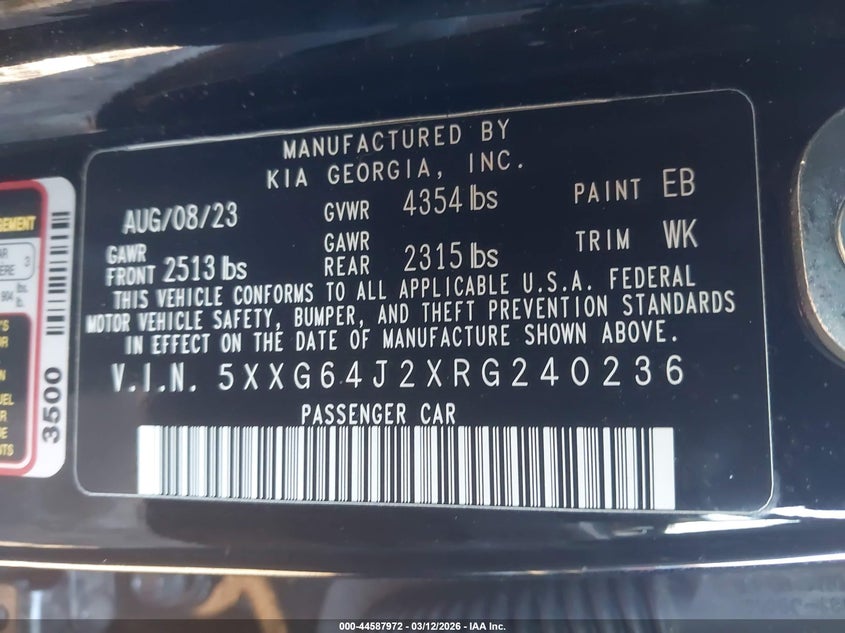 MANUFACTURED BY
KIA GEORGIA, INC.
AUG/08/23 GVWR 4354 lbs PAINT EB
GAWR FRONT 2513 lbs GAWR REAR 2315 lbs TRIM WK
THIS VEHICLE CONFORMS TO ALL APPLICABLE U.S.A. FEDERAL
MOTOR VEHICLE SAFETY, BUMPER, AND THEFT PREVENTION STANDARDS
IN EFFECT ON THE DATE OF MANUFACTURE SHOWN ABOVE.
V.I.N. 5XXG64J2XRG240236
PASSENGER CAR
3500
000-44587972 - 03/12/2026 - IAA Inc.